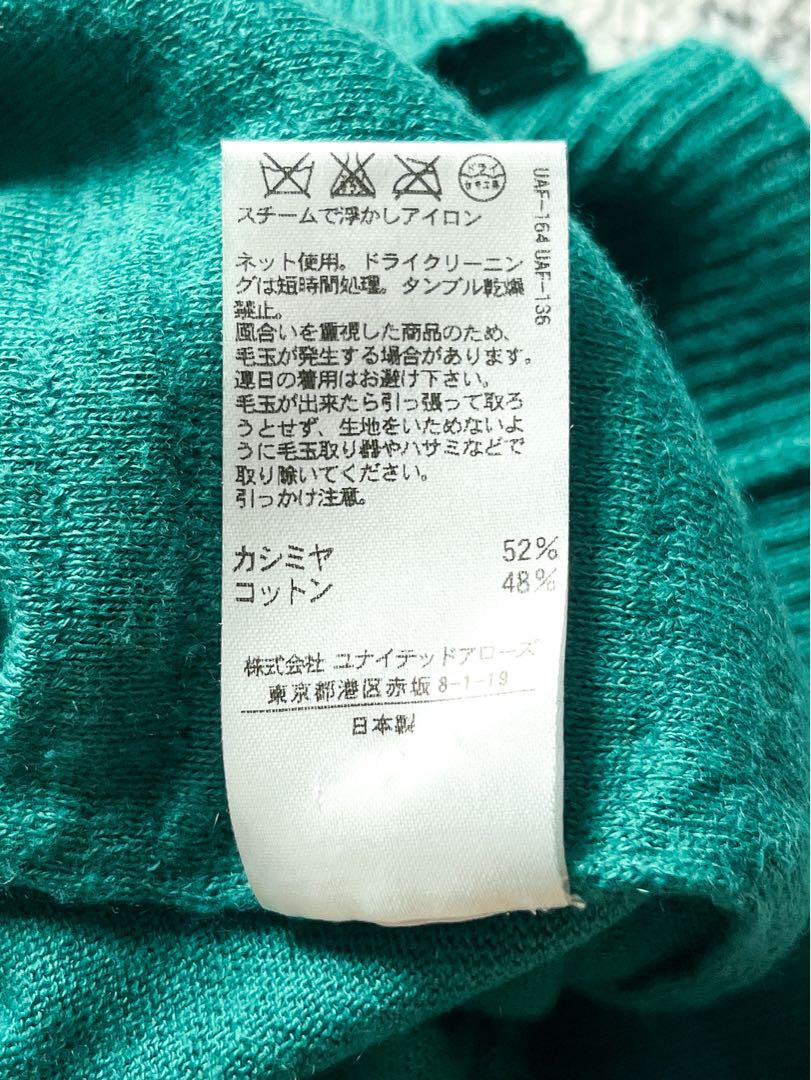 ドライ
セキユ系
スチームで浮かしアイロン
ネット使用。ドライクリーニン
グは短時間処理。タンブル乾燥
禁止。
風合いを重視した商品のため、
毛玉が発生する場合があります。
連日の着用はお避け下さい。
毛玉が出来たら引っ張って取ろ
うとせず、生地をいためないよ
うに毛玉取り器やハサミなどで
取り除いてください。
引っかけ注意。
カシミヤ 52%
コットン 48%
株式会社 ユナイテッドアローズ
東京都港区赤坂 8-1-19
日本製
UAF-164 UAF-136